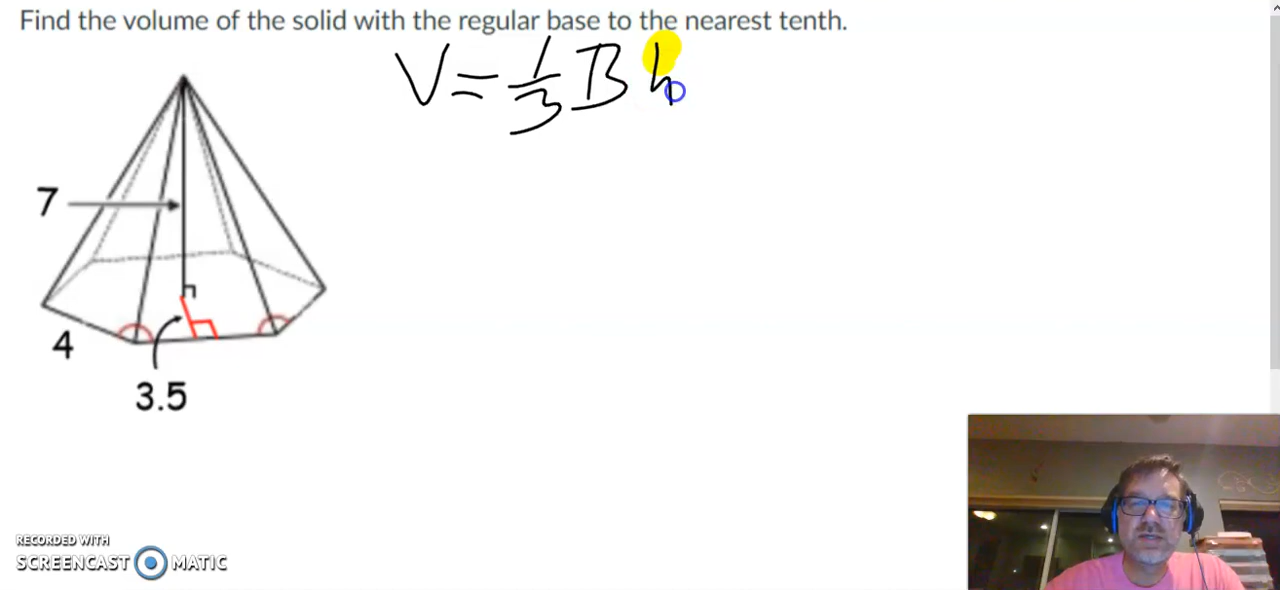 Find the volume of the solid with the regular base to the nearest tenth.
V = 1/3 B h
7
4
3.5
RECORDED WITH
SCREENCAST MATIC